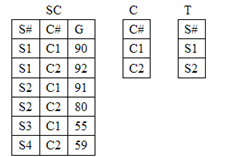 SC C T
S# C# G C# S#
S1 C1 90 C1 S1
S1 C2 92 C2 S2
S2 C1 91
S2 C2 80
S3 C1 55
S4 C2 59